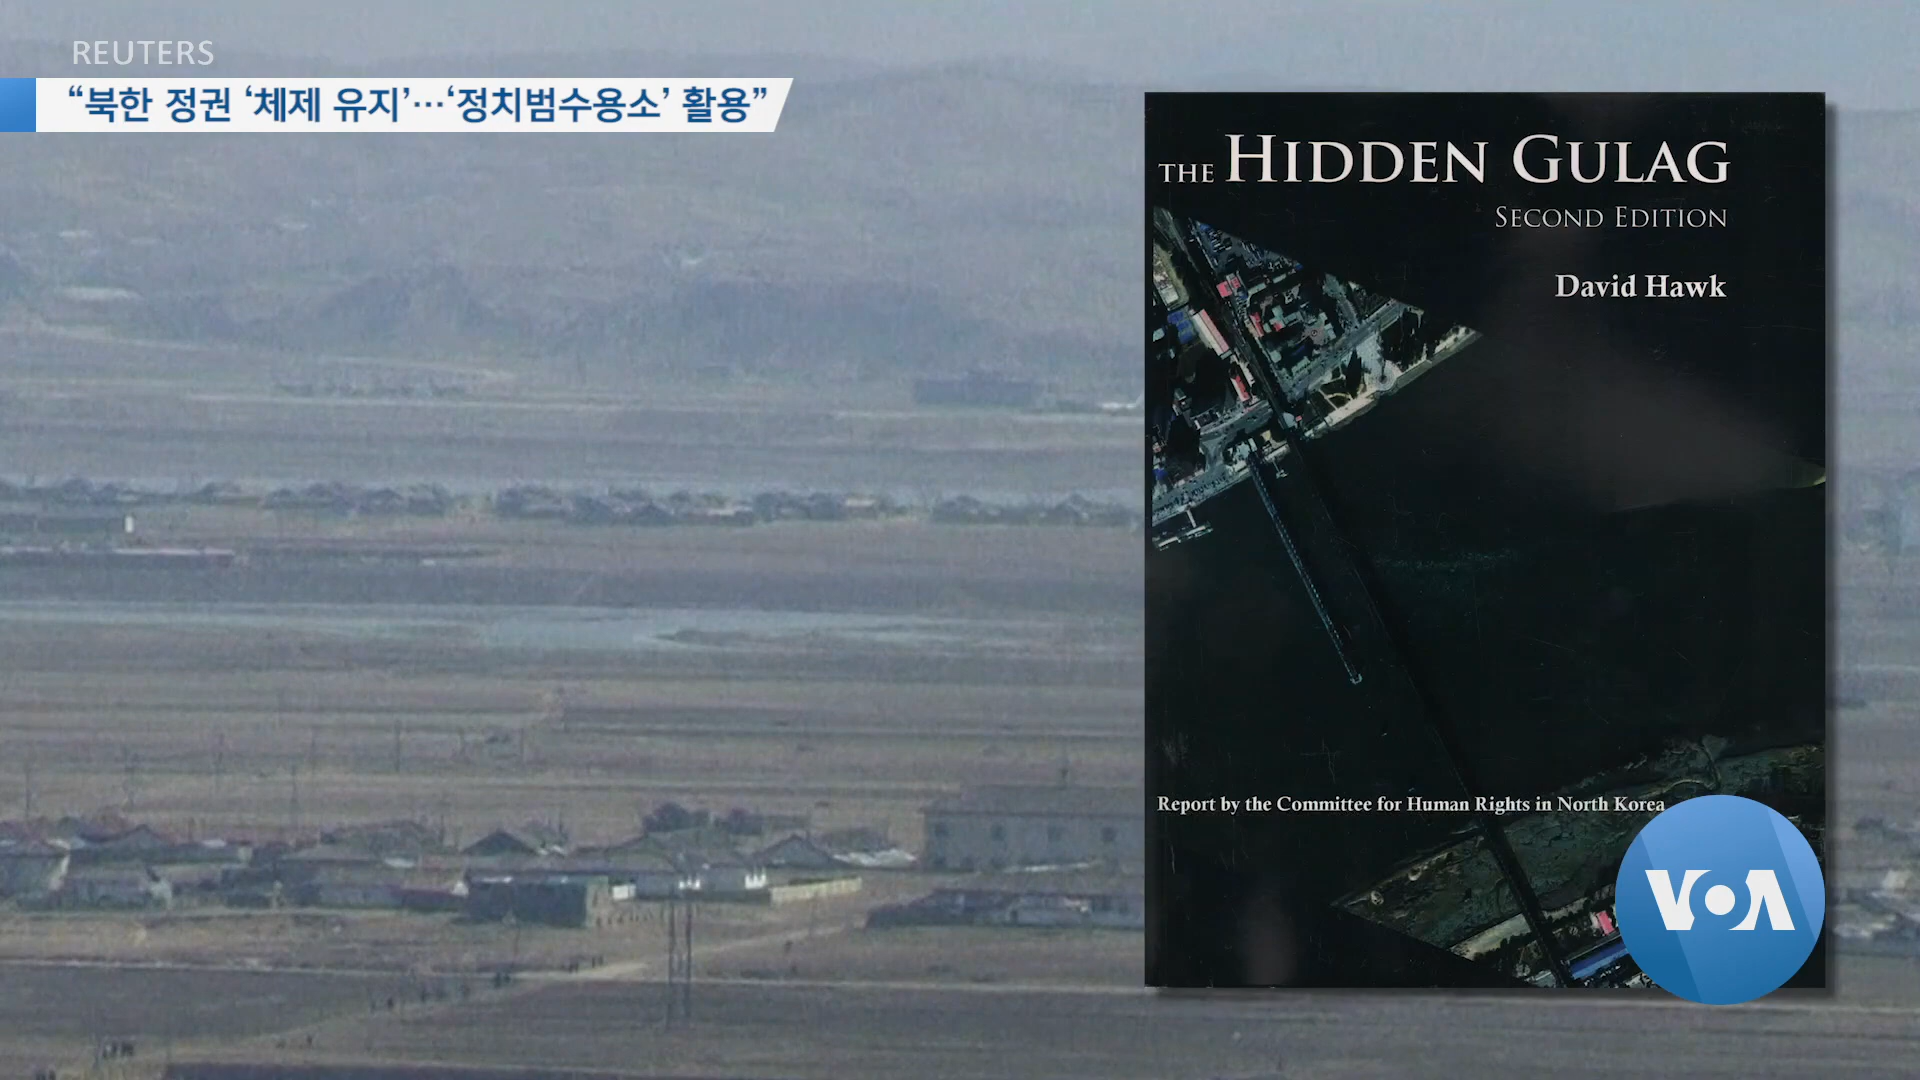 REUTERS
“북한 정권 ‘체제 유지’…‘정치범수용소’ 활용”
THE HIDDEN GULAG
SECOND EDITION
David Hawk
Report by the Committee for Human Rights in North Korea
VOA